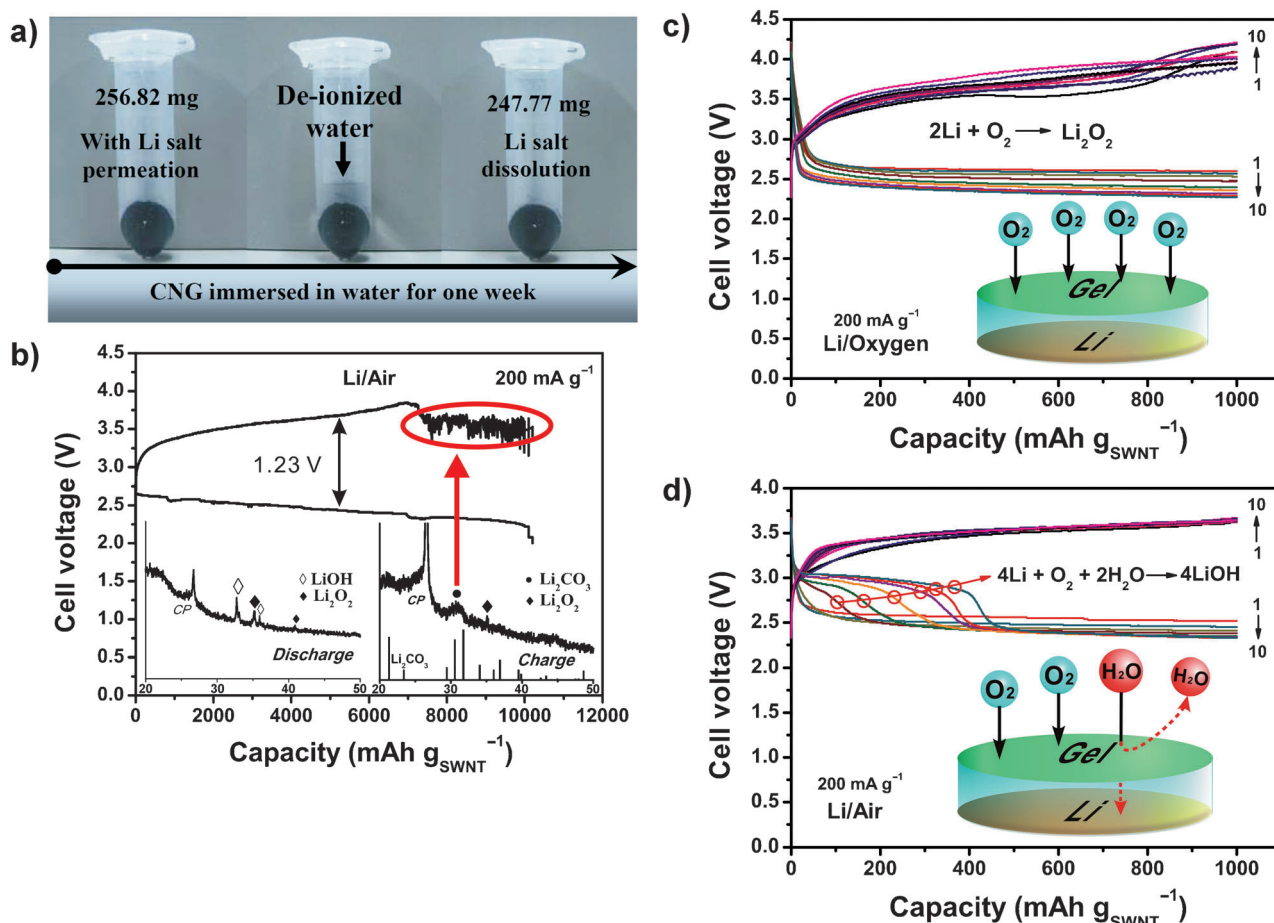 a)
256.82 mg
With Li salt
permeation
De-ionized
water
247.77 mg
Li salt
dissolution
CNG immersed in water for one week
b)
Cell voltage (V)
4.5
4.0
3.5
3.0
2.5
2.0
1.5
1.0
0.5
0.0
Li/Air
200 mA g⁻¹
1.23 V
◇ LiOH
◆ Li₂O₂
CP
Discharge
20 30 40 50
● Li₂CO₃
◆ Li₂O₂
CP
Li₂CO₃
Charge
20 30 40 50
0 2000 4000 6000 8000 10000 12000
Capacity (mAh g_SWNT⁻¹)
c)
Cell voltage (V)
4.5
4.0
3.5
3.0
2.5
2.0
1.5
1.0
0.5
0.0
10
1
2Li + O₂ → Li₂O₂
1
10
O₂ O₂ O₂ O₂
Gel
Li
200 mA g⁻¹
Li/Oxygen
0 200 400 600 800 1000
Capacity (mAh g_SWNT⁻¹)
d)
Cell voltage (V)
4.0
3.5
3.0
2.5
2.0
1.5
1.0
0.5
0.0
10
1
4Li + O₂ + 2H₂O → 4LiOH
1
10
O₂ O₂ H₂O H₂O
Gel
Li
200 mA g⁻¹
Li/Air
0 200 400 600 800 1000
Capacity (mAh g_SWNT⁻¹)